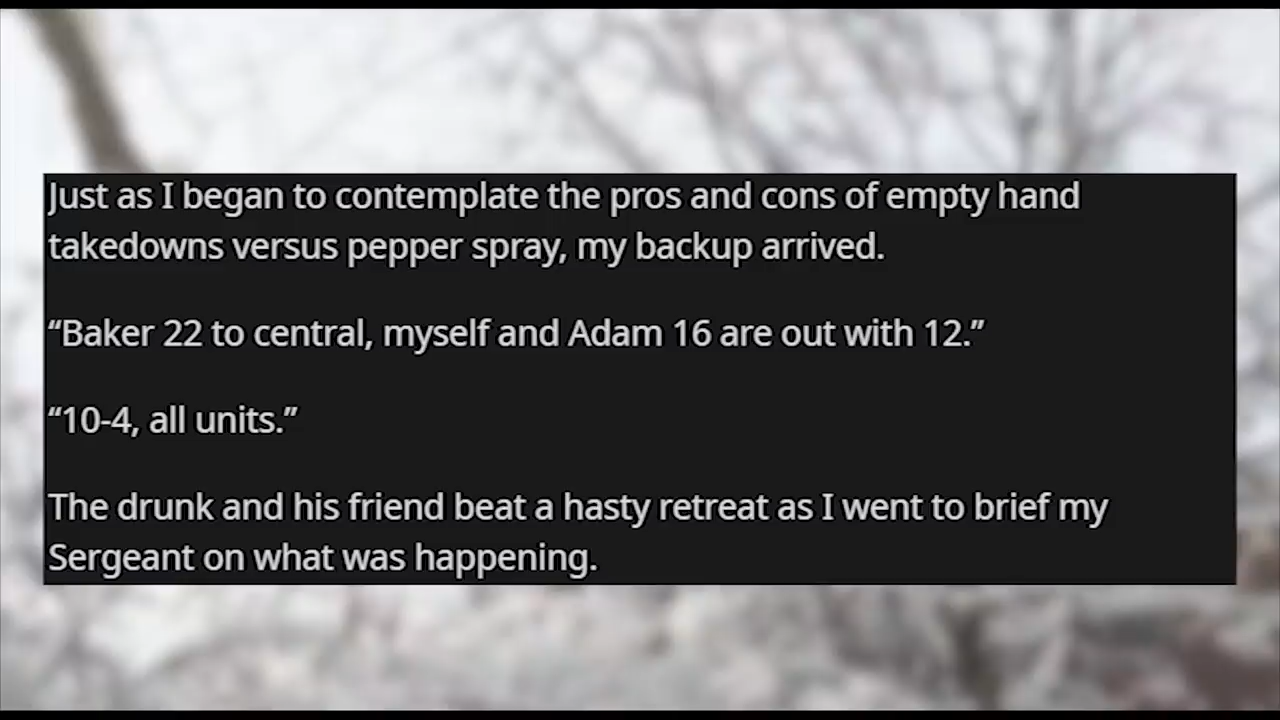 Just as I began to contemplate the pros and cons of empty hand
takedowns versus pepper spray, my backup arrived.
“Baker 22 to central, myself and Adam 16 are out with 12.”
“10-4, all units.”
The drunk and his friend beat a hasty retreat as I went to brief my
Sergeant on what was happening.